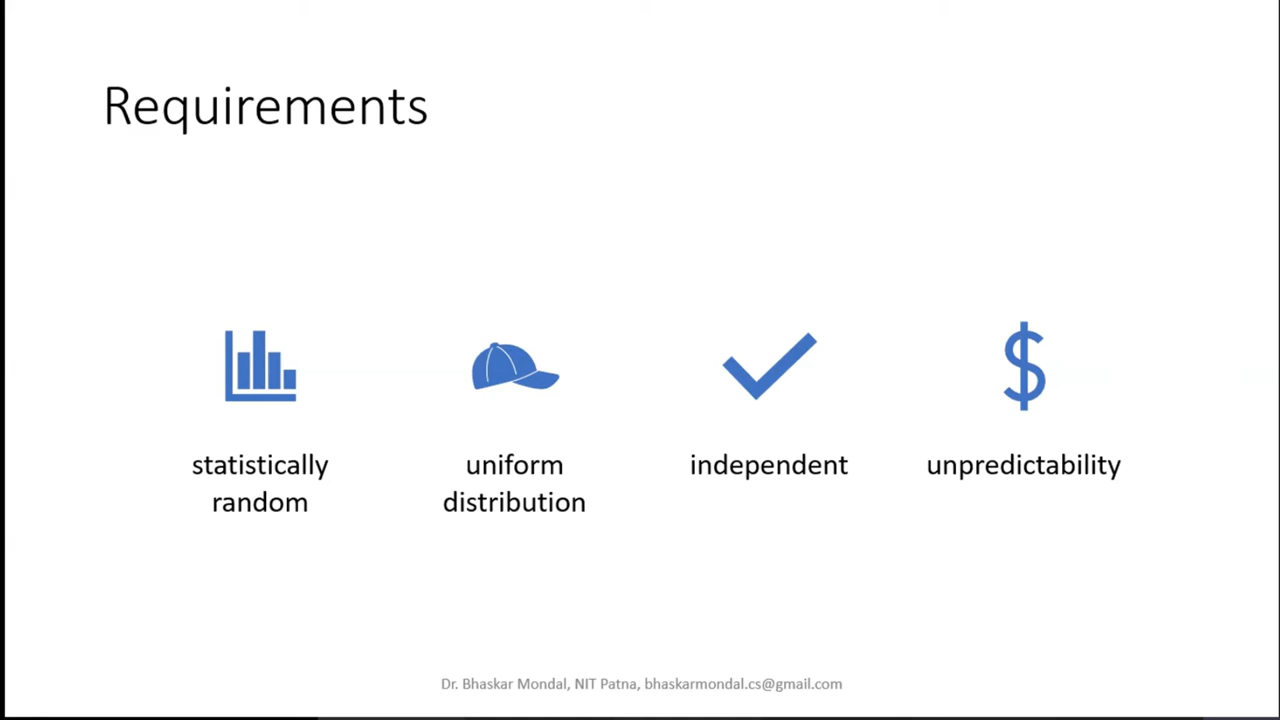 Requirements
statistically
random
uniform
distribution
independent
unpredictability
Dr. Bhaskar Mondal, NIT Patna, bhaskarmondal.cs@gmail.com